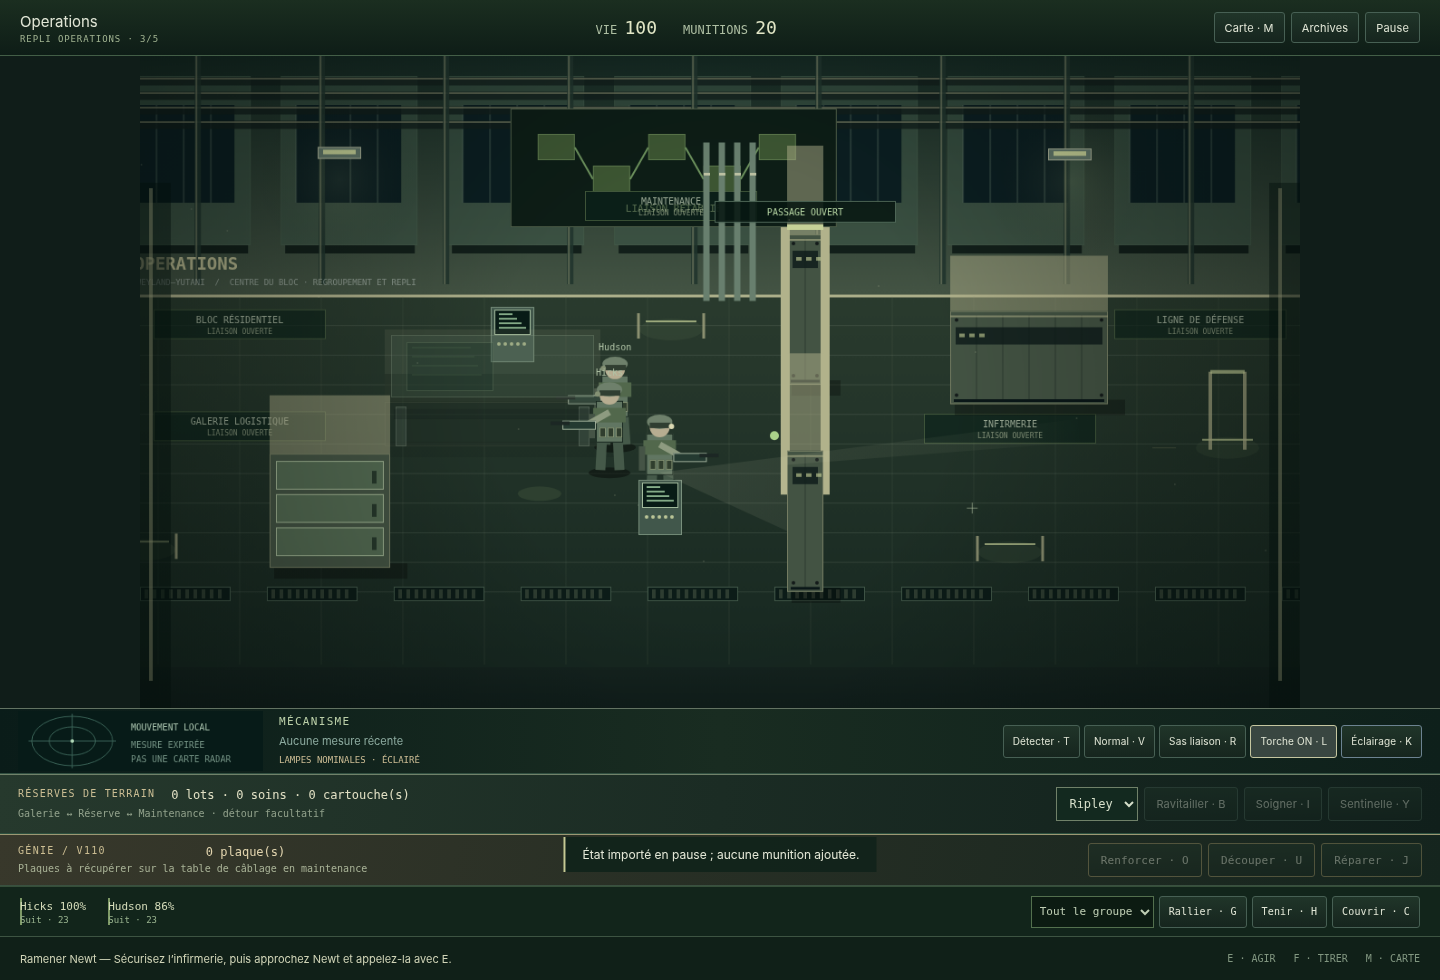 Operations
REPLI OPERATIONS · 3/5
VIE 100 MUNITIONS 20
Carte · M
Archives
Pause
MAINTENANCE
LIAISON OUVERTE
PASSAGE OUVERT
OPERATIONS
WEYLAND-YUTANI / CENTRE DU BLOC · REGROUPEMENT ET REPLI
BLOC RÉSIDENTIEL
LIAISON OUVERTE
LIGNE DE DÉFENSE
LIAISON OUVERTE
Hudson
GALERIE LOGISTIQUE
LIAISON OUVERTE
INFIRMERIE
LIAISON OUVERTE
MOUVEMENT LOCAL
MESURE EXPIRÉE
PAS UNE CARTE RADAR
MÉCANISME
Aucune mesure récente
LAMPES NOMINALES · ÉCLAIRÉ
Détecter · T
Normal · V
Sas liaison · R
Torche ON · L
Éclairage · K
RÉSERVES DE TERRAIN 0 lots · 0 soins · 0 cartouche(s)
Galerie ↔ Réserve ↔ Maintenance · détour facultatif
Ripley
Ravitailler · B
Soigner · I
Sentinelle · Y
GÉNIE / V110 0 plaque(s)
Plaques à récupérer sur la table de câblage en maintenance
État importé en pause ; aucune munition ajoutée.
Renforcer · O
Découper · U
Réparer · J
Hicks 100%
Suit · 23
Hudson 86%
Suit · 23
Tout le groupe
Rallier · G
Tenir · H
Couvrir · C
Ramener Newt — Sécurisez l'infirmerie, puis approchez Newt et appelez-la avec E.
E · AGIR F · TIRER M · CARTE